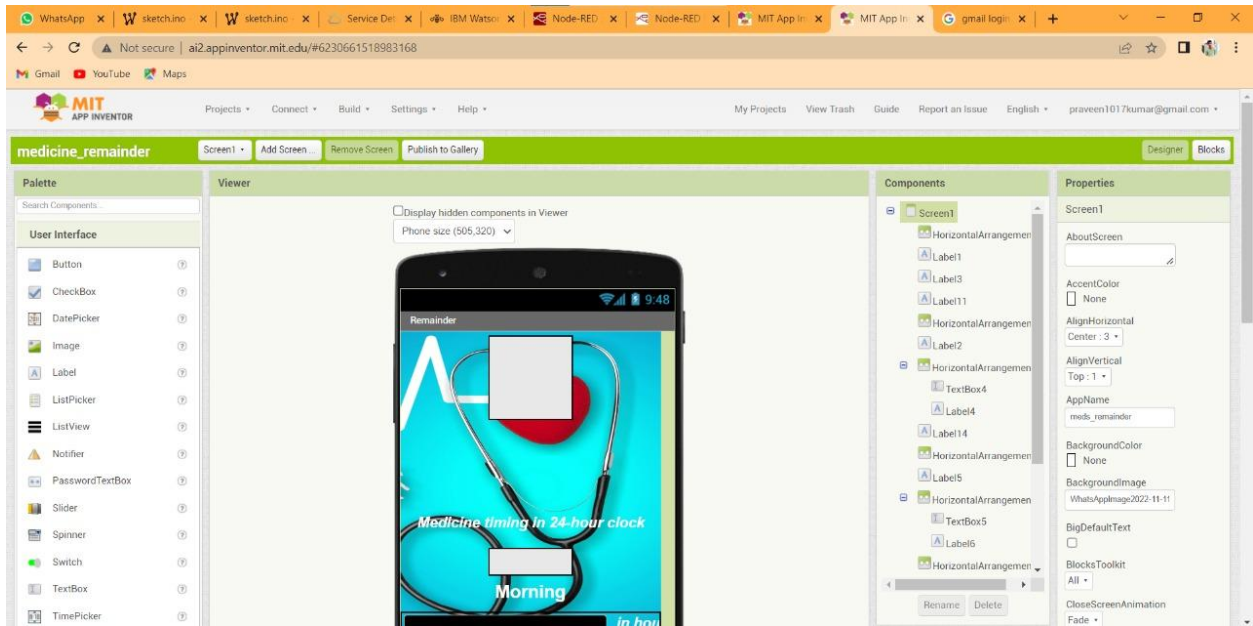 WhatsApp
sketch.ino
sketch.ino
Service Det
IBM Watson
Node-RED
Node-RED
MIT App In
MIT App In
gmail login
Not secure | ai2.appinventor.mit.edu/#6230661518983168
Gmail YouTube Maps
MIT
APP INVENTOR
Projects Connect Build Settings Help
My Projects View Trash Guide Report an Issue English praveen1017kumar@gmail.com
medicine_remainder
Screen1 Add Screen ... Remove Screen Publish to Gallery
Designer Blocks
Palette
Search Components...
User Interface
Button
CheckBox
DatePicker
Image
Label
ListPicker
ListView
Notifier
PasswordTextBox
Slider
Spinner
Switch
TextBox
TimePicker
Viewer
Display hidden components in Viewer
Phone size (505,320)
9:48
Remainder
Medicine timing in 24-hour clock
Morning
in hou
Components
Screen1
HorizontalArrangemen
Label1
Label3
Label11
HorizontalArrangemen
Label2
HorizontalArrangemen
TextBox4
Label4
Label14
HorizontalArrangemen
Label5
HorizontalArrangemen
TextBox5
Label6
HorizontalArrangemen
Rename Delete
Properties
Screen1
AboutScreen
AccentColor
None
AlignHorizontal
Center : 3
AlignVertical
Top : 1
AppName
meds_remainder
BackgroundColor
None
BackgroundImage
WhatsAppImage2022-11-11
BigDefaultText
BlocksToolkit
All
CloseScreenAnimation
Fade